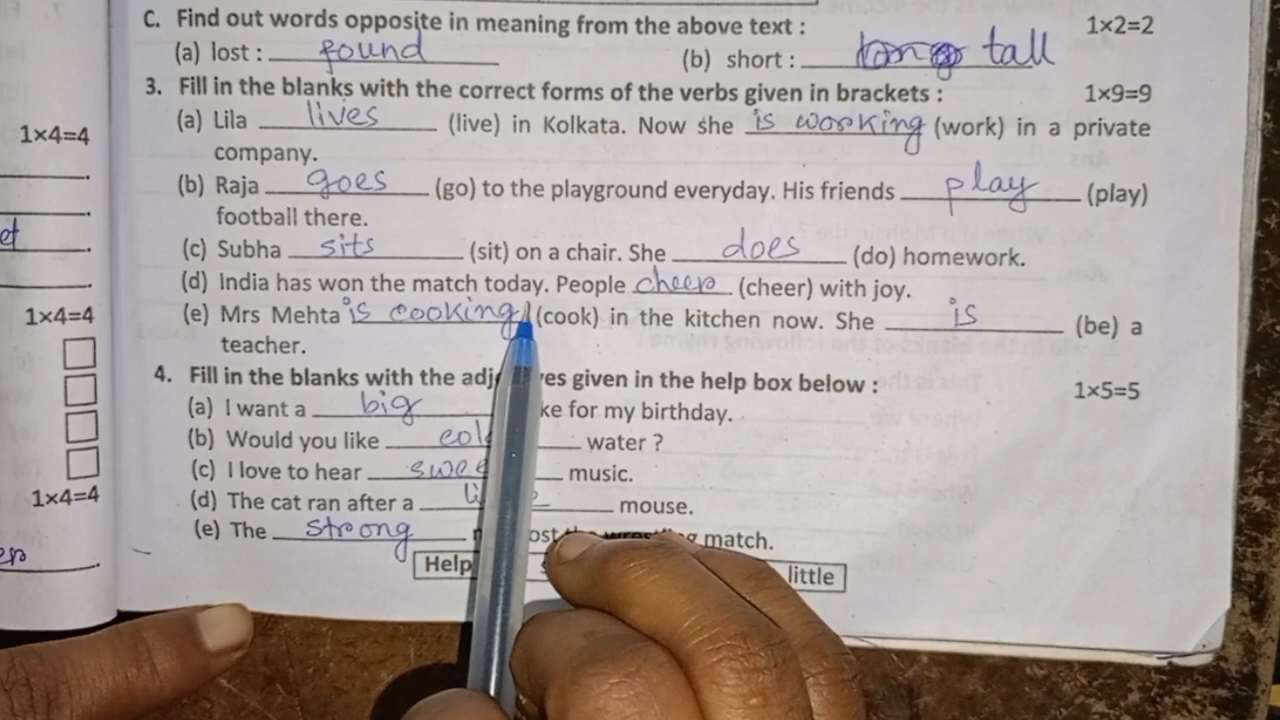 C. Find out words opposite in meaning from the above text : 1×2=2
(a) lost : found (b) short : long tall
3. Fill in the blanks with the correct forms of the verbs given in brackets : 1×9=9
1×4=4 (a) Lila lives (live) in Kolkata. Now she is working (work) in a private
company.
(b) Raja goes (go) to the playground everyday. His friends play (play)
football there.
et (c) Subha sits (sit) on a chair. She does (do) homework.
(d) India has won the match today. People cheer (cheer) with joy.
1×4=4 (e) Mrs Mehta is cooking (cook) in the kitchen now. She is (be) a
teacher.
4. Fill in the blanks with the adj es given in the help box below : 1×5=5
(a) I want a big ke for my birthday.
(b) Would you like col water ?
(c) I love to hear swee music.
1×4=4 (d) The cat ran after a li mouse.
(e) The strong ost the match.
Help little